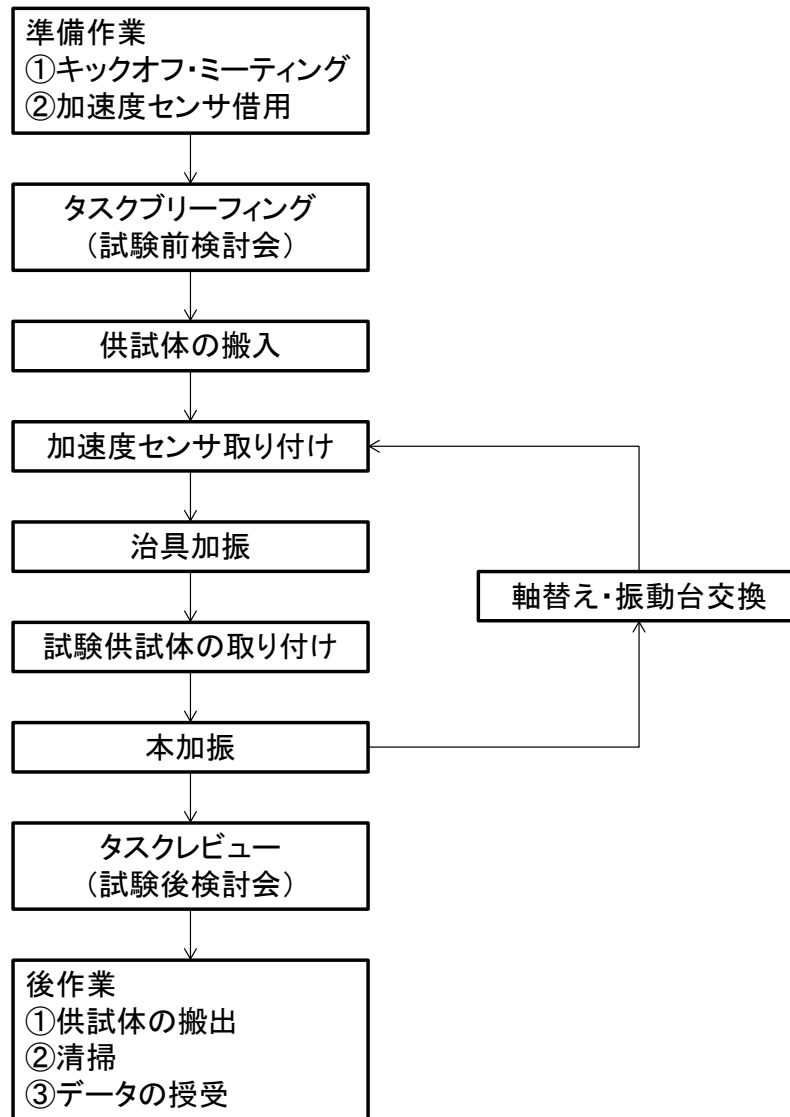 準備作業
①キックオフ・ミーティング
②加速度センサ借用
タスクブリーフィング
（試験前検討会）
供試体の搬入
加速度センサ取り付け
治具加振
軸替え・振動台交換
試験供試体の取り付け
本加振
タスクレビュー
（試験後検討会）
後作業
①供試体の搬出
②清掃
③データの授受